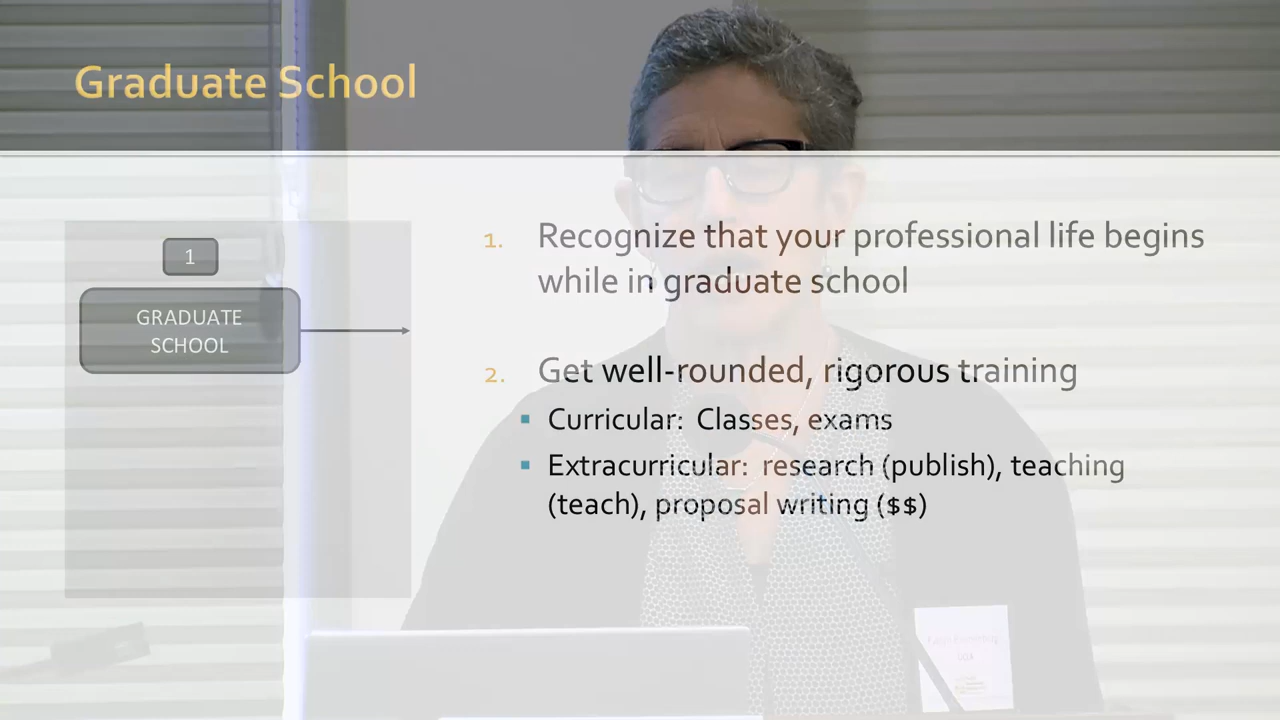 Graduate School
1
GRADUATE
SCHOOL
1. Recognize that your professional life begins
while in graduate school
2. Get well-rounded, rigorous training
▪ Curricular: Classes, exams
▪ Extracurricular: research (publish), teaching
(teach), proposal writing ($$)